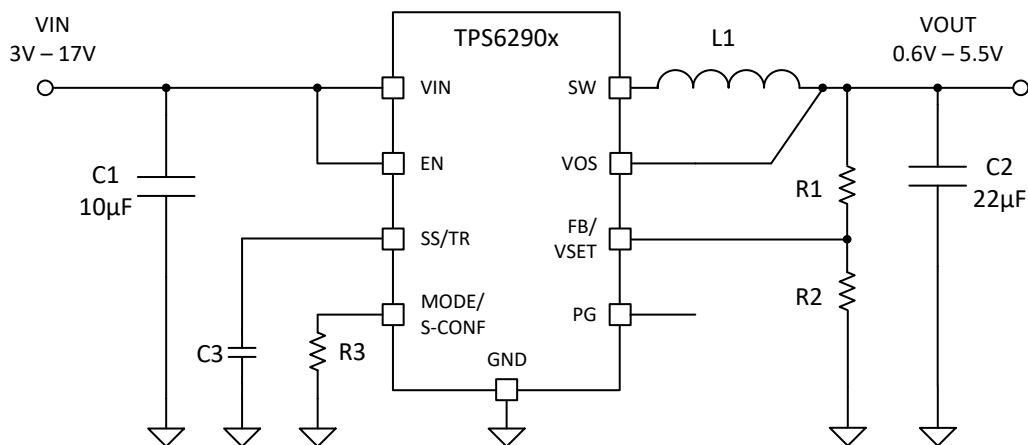 VIN
3V – 17V
TPS6290x
L1
VOUT
0.6V – 5.5V
VIN
SW
EN
VOS
C1
10µF
R1
C2
22µF
SS/TR
FB/
VSET
MODE/
S-CONF
PG
R2
C3
R3
GND